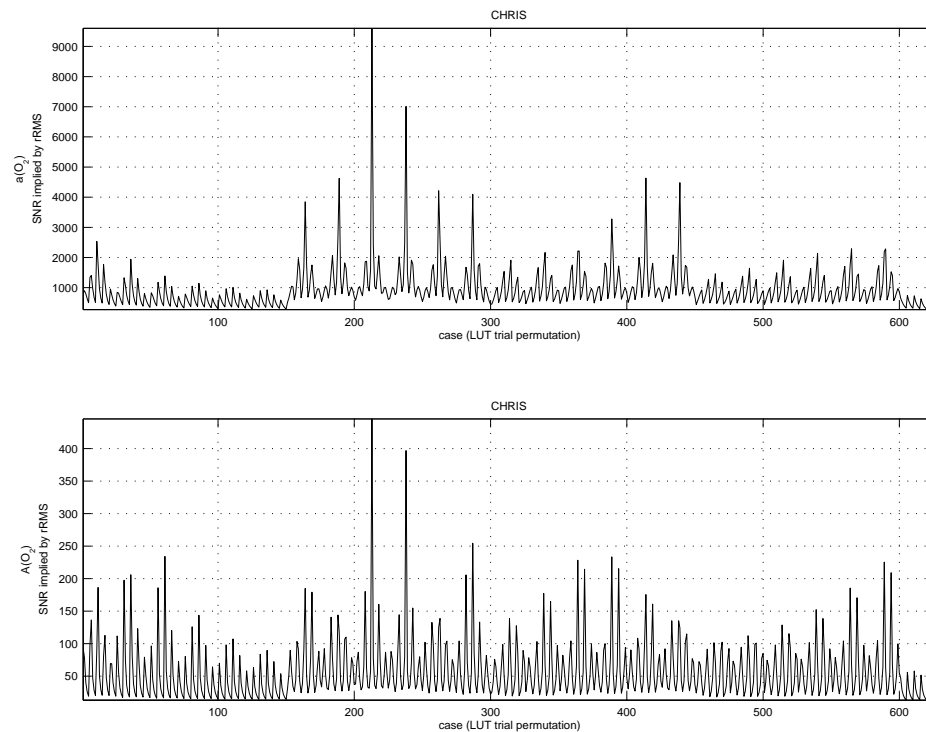 CHRIS
9000
8000
7000
6000
5000
4000
3000
2000
1000
a(O2)
SNR implied by rRMS
100 200 300 400 500 600
case (LUT trial permutation)
CHRIS
400
350
300
250
200
150
100
50
A(O2)
SNR implied by rRMS
100 200 300 400 500 600
case (LUT trial permutation)